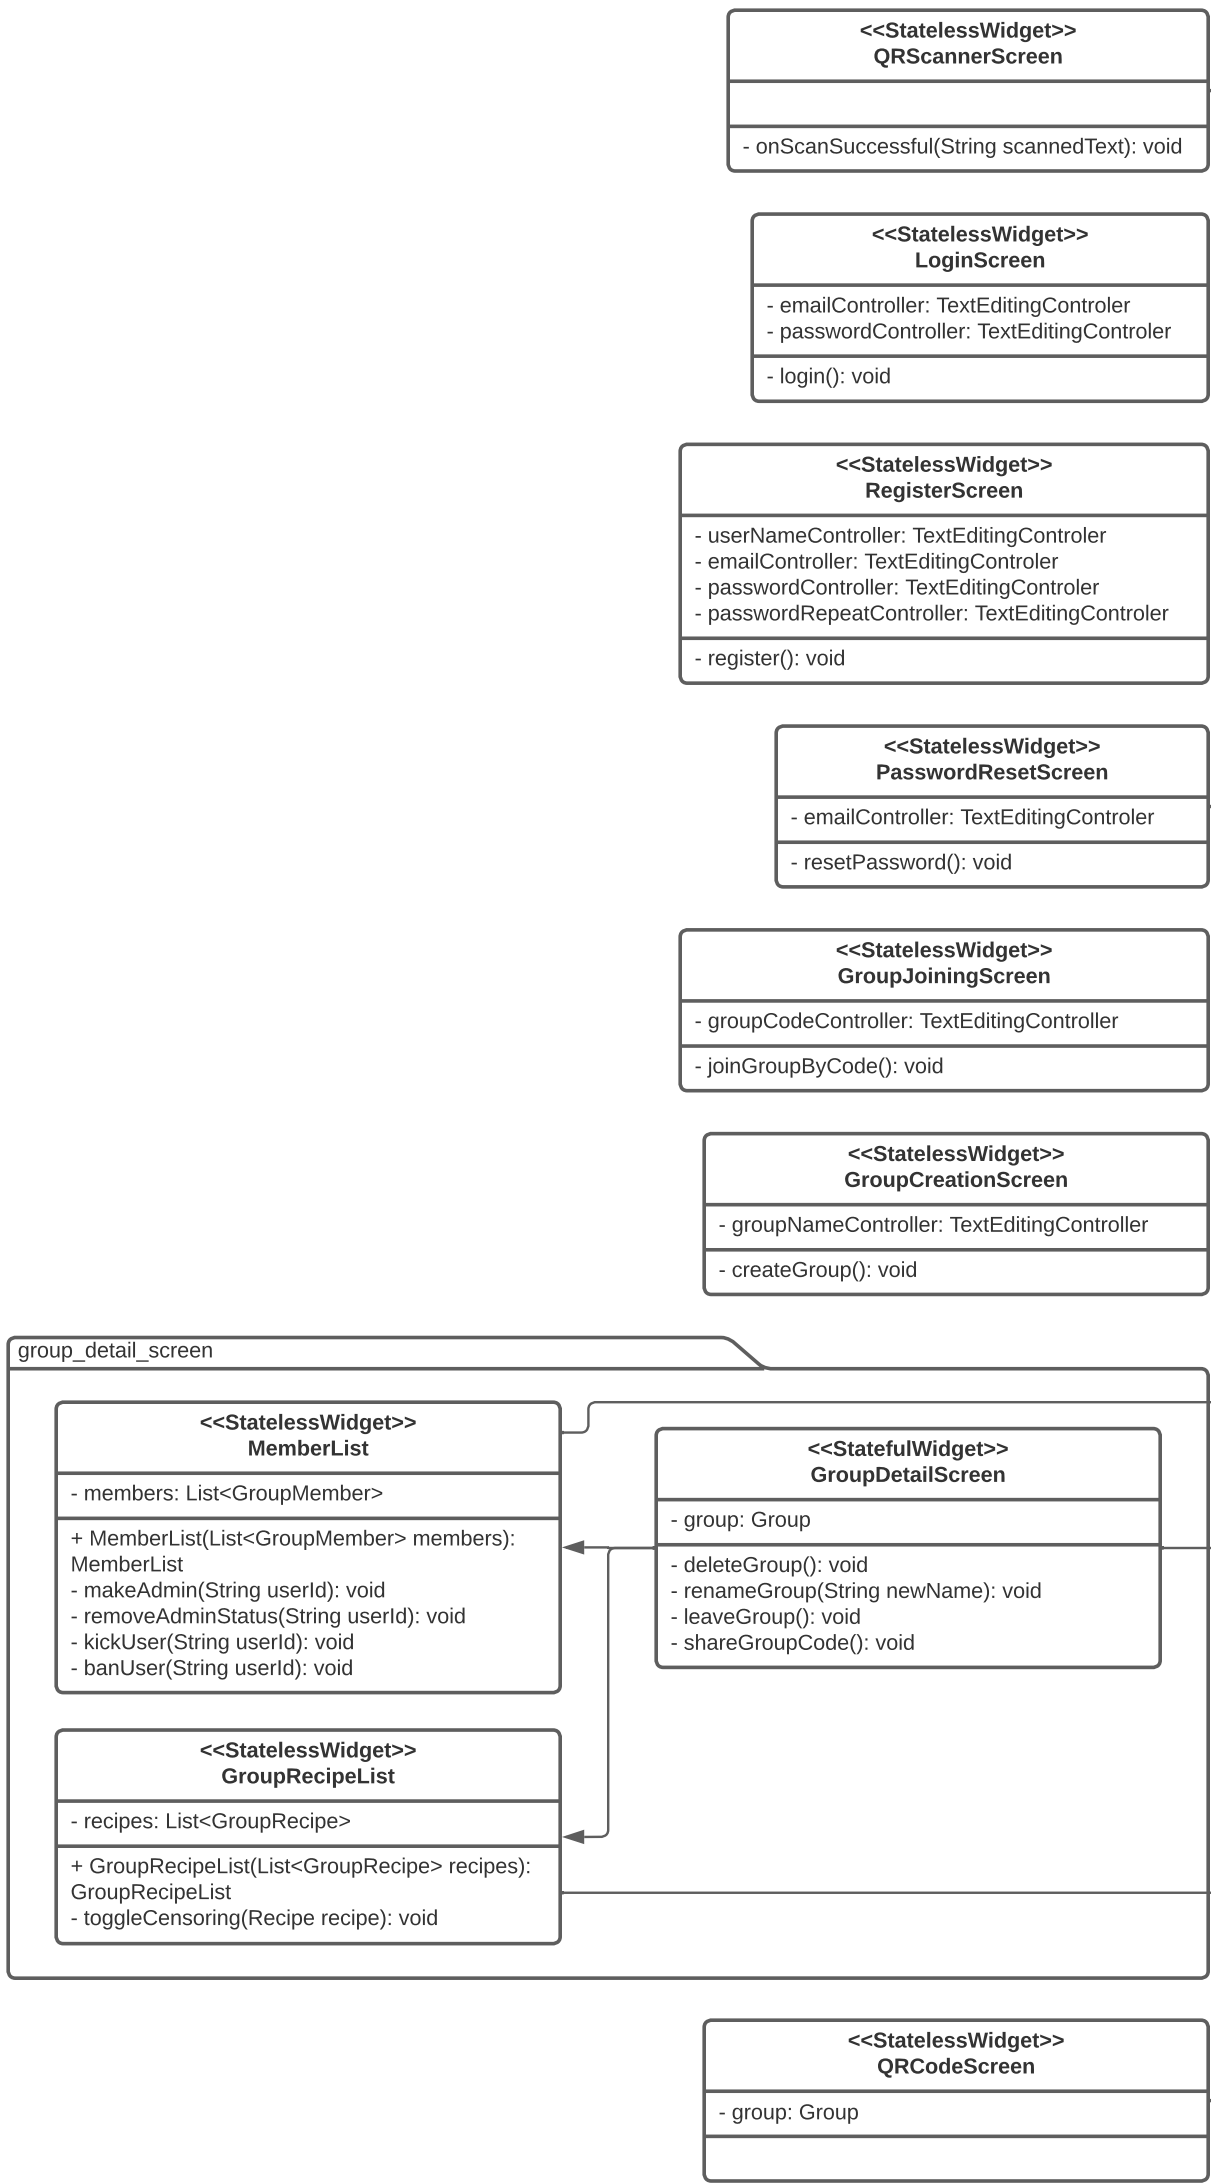 <<StatelessWidget>>
QRScannerScreen
- onScanSuccessful(String scannedText): void
<<StatelessWidget>>
LoginScreen
- emailController: TextEditingControler
- passwordController: TextEditingControler
- login(): void
<<StatelessWidget>>
RegisterScreen
- userNameController: TextEditingControler
- emailController: TextEditingControler
- passwordController: TextEditingControler
- passwordRepeatController: TextEditingControler
- register(): void
<<StatelessWidget>>
PasswordResetScreen
- emailController: TextEditingControler
- resetPassword(): void
<<StatelessWidget>>
GroupJoiningScreen
- groupCodeController: TextEditingController
- joinGroupByCode(): void
<<StatelessWidget>>
GroupCreationScreen
- groupNameController: TextEditingController
- createGroup(): void
group_detail_screen
<<StatelessWidget>>
MemberList
- members: List<GroupMember>
+ MemberList(List<GroupMember> members):
MemberList
- makeAdmin(String userId): void
- removeAdminStatus(String userId): void
- kickUser(String userId): void
- banUser(String userId): void
<<StatefulWidget>>
GroupDetailScreen
- group: Group
- deleteGroup(): void
- renameGroup(String newName): void
- leaveGroup(): void
- shareGroupCode(): void
<<StatelessWidget>>
GroupRecipeList
- recipes: List<GroupRecipe>
+ GroupRecipeList(List<GroupRecipe> recipes):
GroupRecipeList
- toggleCensoring(Recipe recipe): void
<<StatelessWidget>>
QRCodeScreen
- group: Group